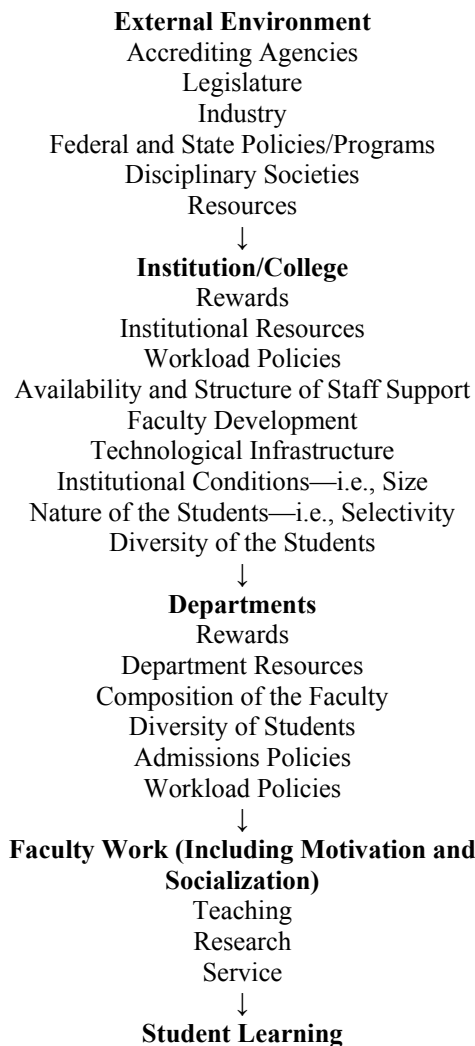 External Environment
Accrediting Agencies
Legislature
Industry
Federal and State Policies/Programs
Disciplinary Societies
Resources
↓
Institution/College
Rewards
Institutional Resources
Workload Policies
Availability and Structure of Staff Support
Faculty Development
Technological Infrastructure
Institutional Conditions—i.e., Size
Nature of the Students—i.e., Selectivity
Diversity of the Students
↓
Departments
Rewards
Department Resources
Composition of the Faculty
Diversity of Students
Admissions Policies
Workload Policies
↓
Faculty Work (Including Motivation and
Socialization)
Teaching
Research
Service
↓
Student Learning